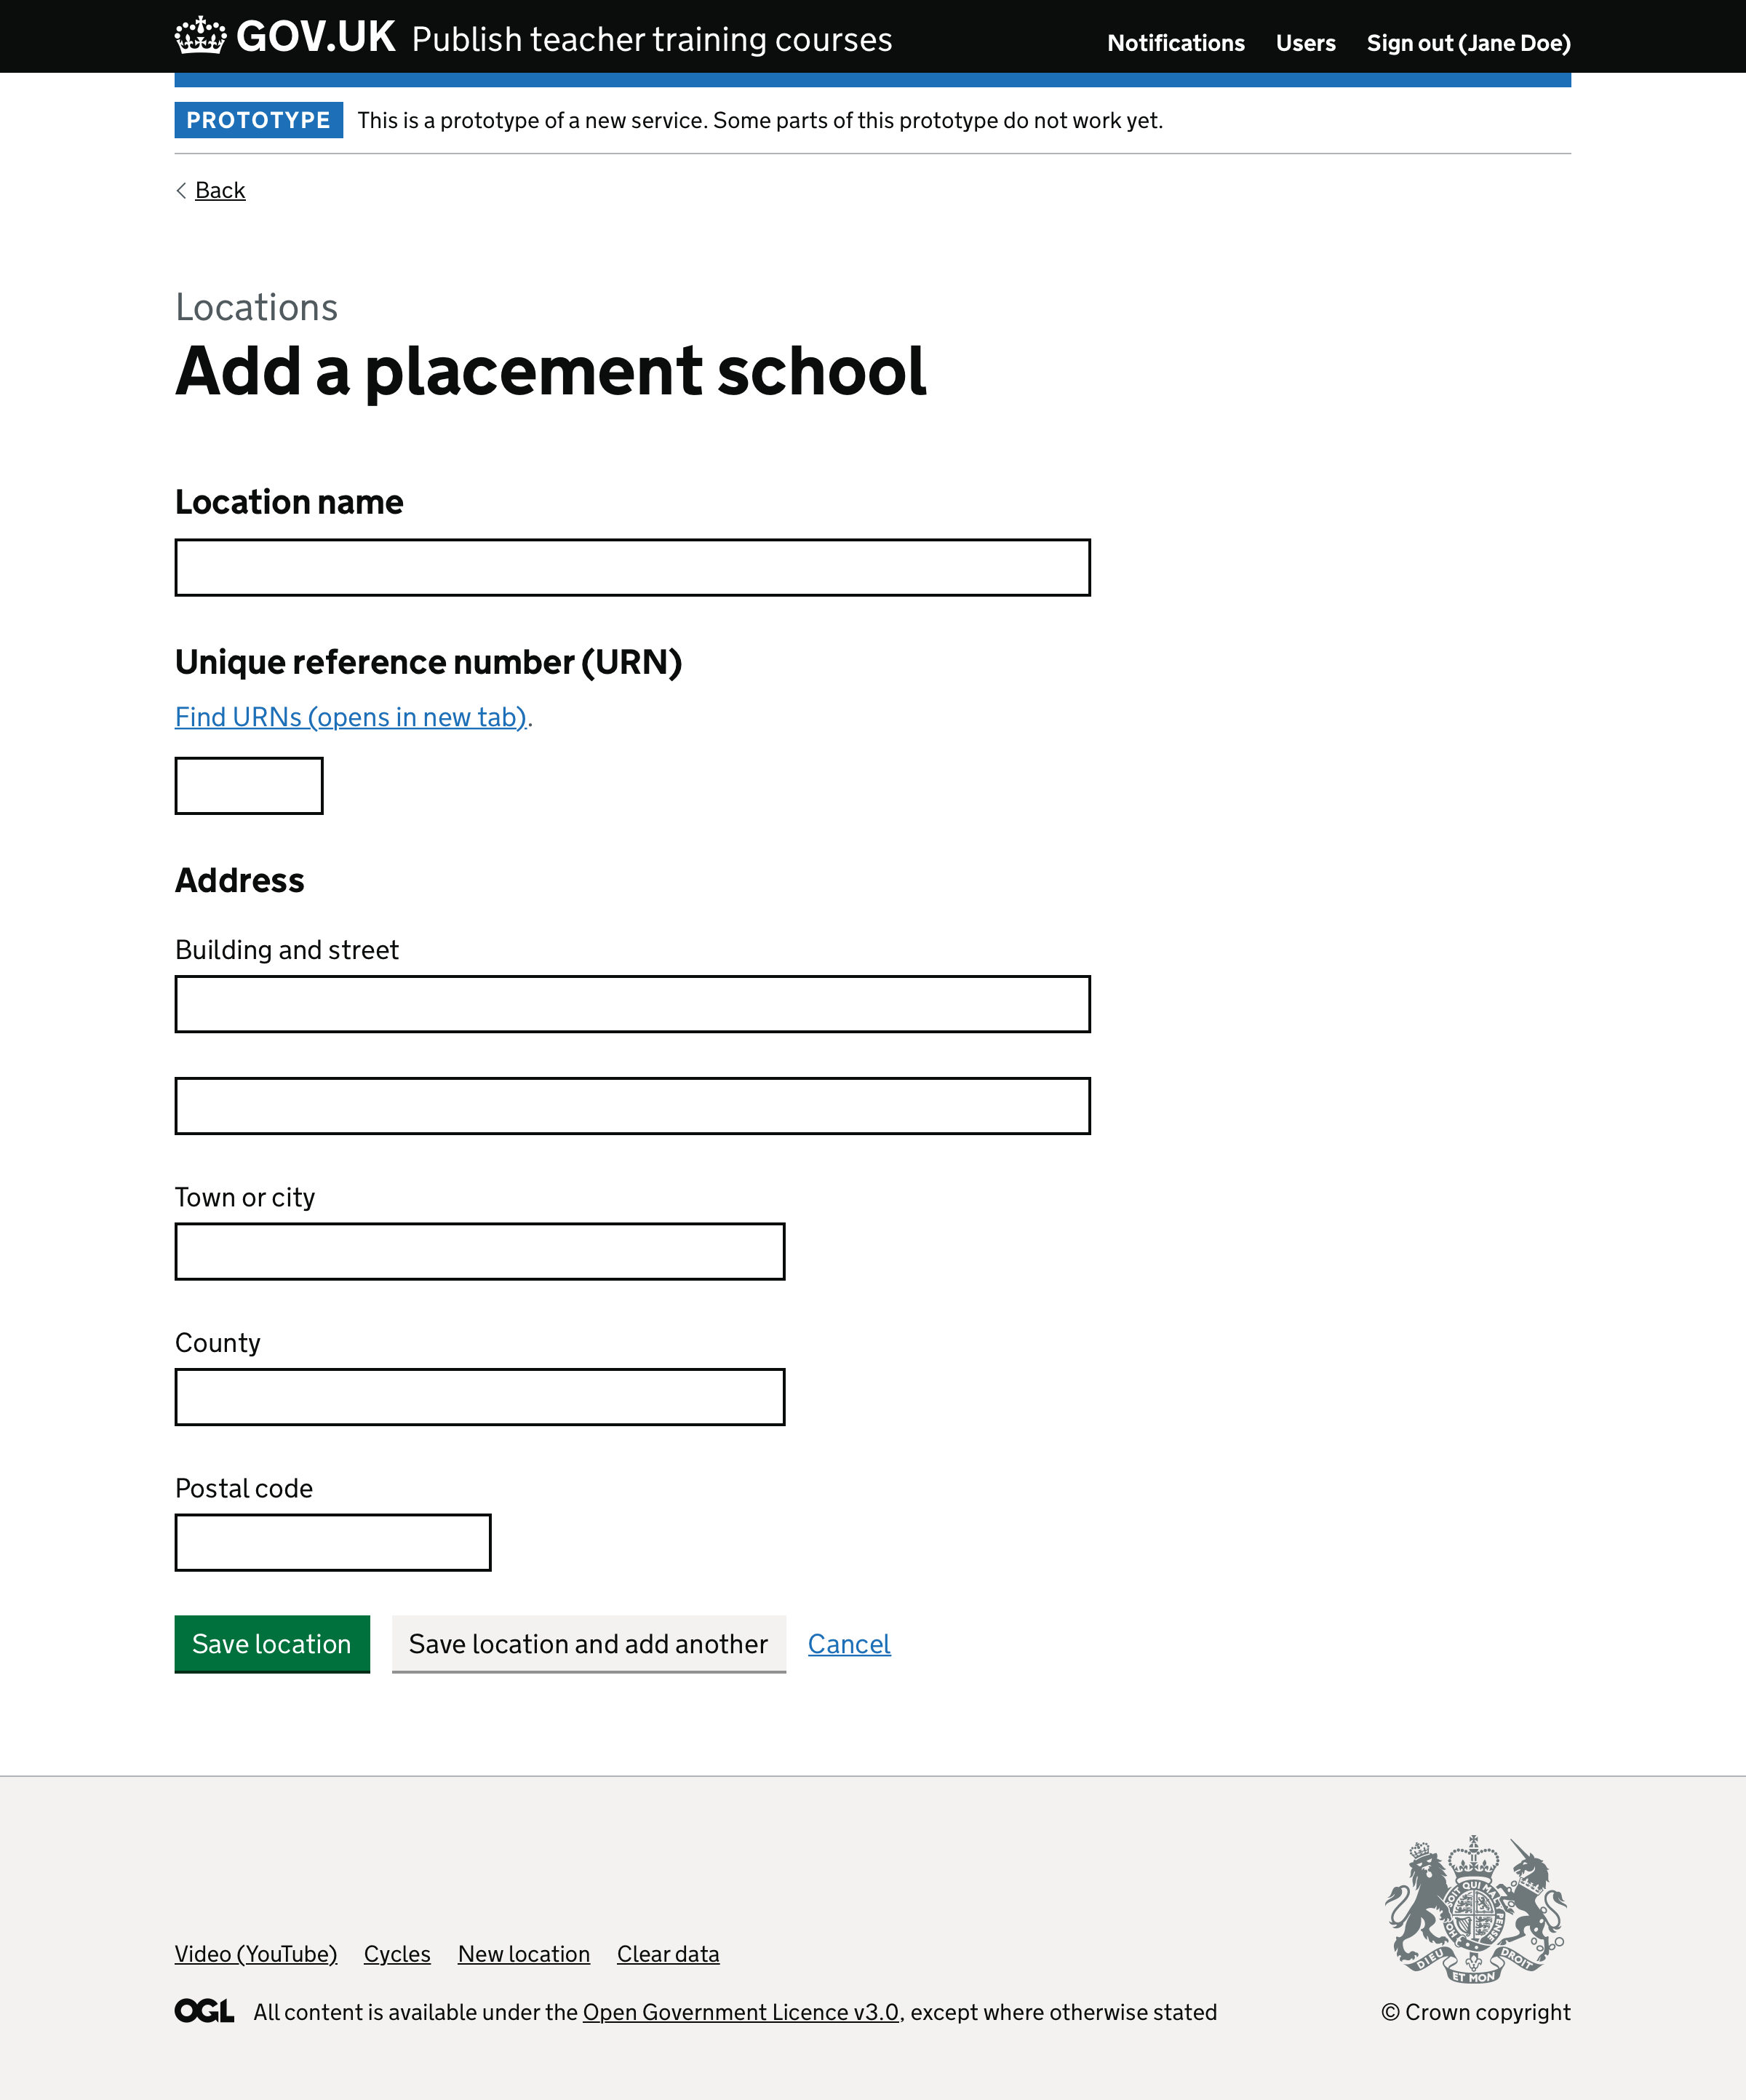 GOV.UK Publish teacher training courses
Notifications Users Sign out (Jane Doe)
PROTOTYPE This is a prototype of a new service. Some parts of this prototype do not work yet.
Back
Locations
Add a placement school
Location name
Unique reference number (URN)
Find URNs (opens in new tab).
Address
Building and street
Town or city
County
Postal code
Save location Save location and add another Cancel
Video (YouTube) Cycles New location Clear data
DIEU ET MON DROIT
OGL All content is available under the Open Government Licence v3.0, except where otherwise stated
© Crown copyright